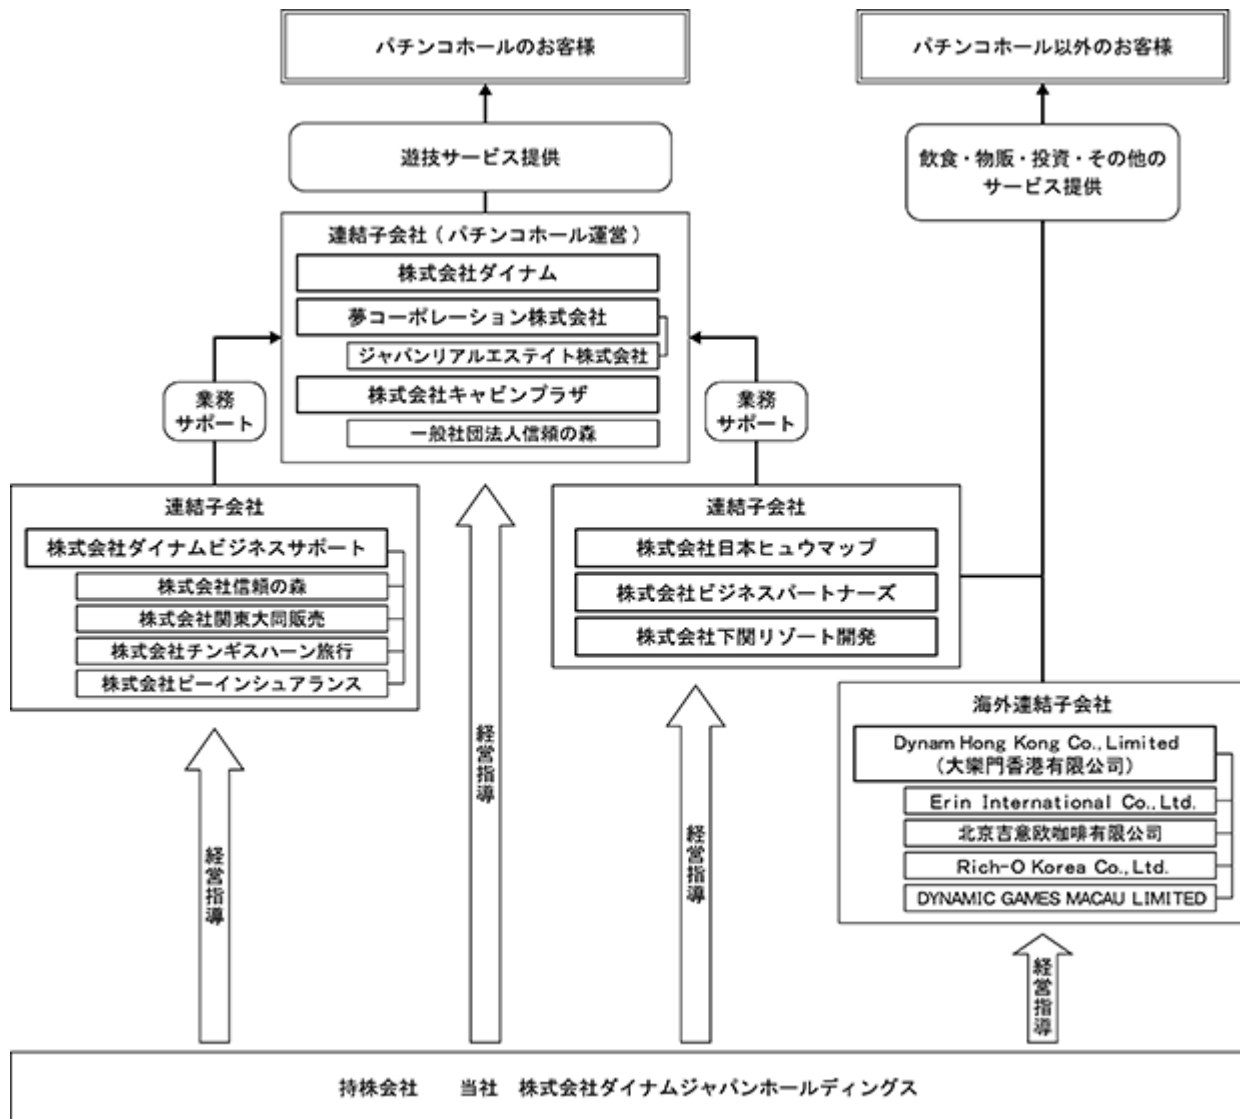 パチンコホールのお客様
パチンコホール以外のお客様
遊技サービス提供
飲食・物販・投資・その他の
サービス提供
連結子会社(パチンコホール運営)
株式会社ダイナム
夢コーポレーション株式会社
ジャパンリアルエステイト株式会社
株式会社キャビンプラザ
一般社団法人信頼の森
業務
サポート
業務
サポート
連結子会社
株式会社ダイナムビジネスサポート
株式会社信頼の森
株式会社関東大同販売
株式会社チンギスハーン旅行
株式会社ピーインシュアランス
連結子会社
株式会社日本ヒュウマップ
株式会社ビジネスパートナーズ
株式会社下関リゾート開発
海外連結子会社
Dynam Hong Kong Co., Limited
(大樂門香港有限公司)
Erin International Co., Ltd.
北京吉意欧咖啡有限公司
Rich-O Korea Co., Ltd.
DYNAMIC GAMES MACAU LIMITED
経営指導
経営指導
経営指導
経営指導
持株会社 当社 株式会社ダイナムジャパンホールディングス